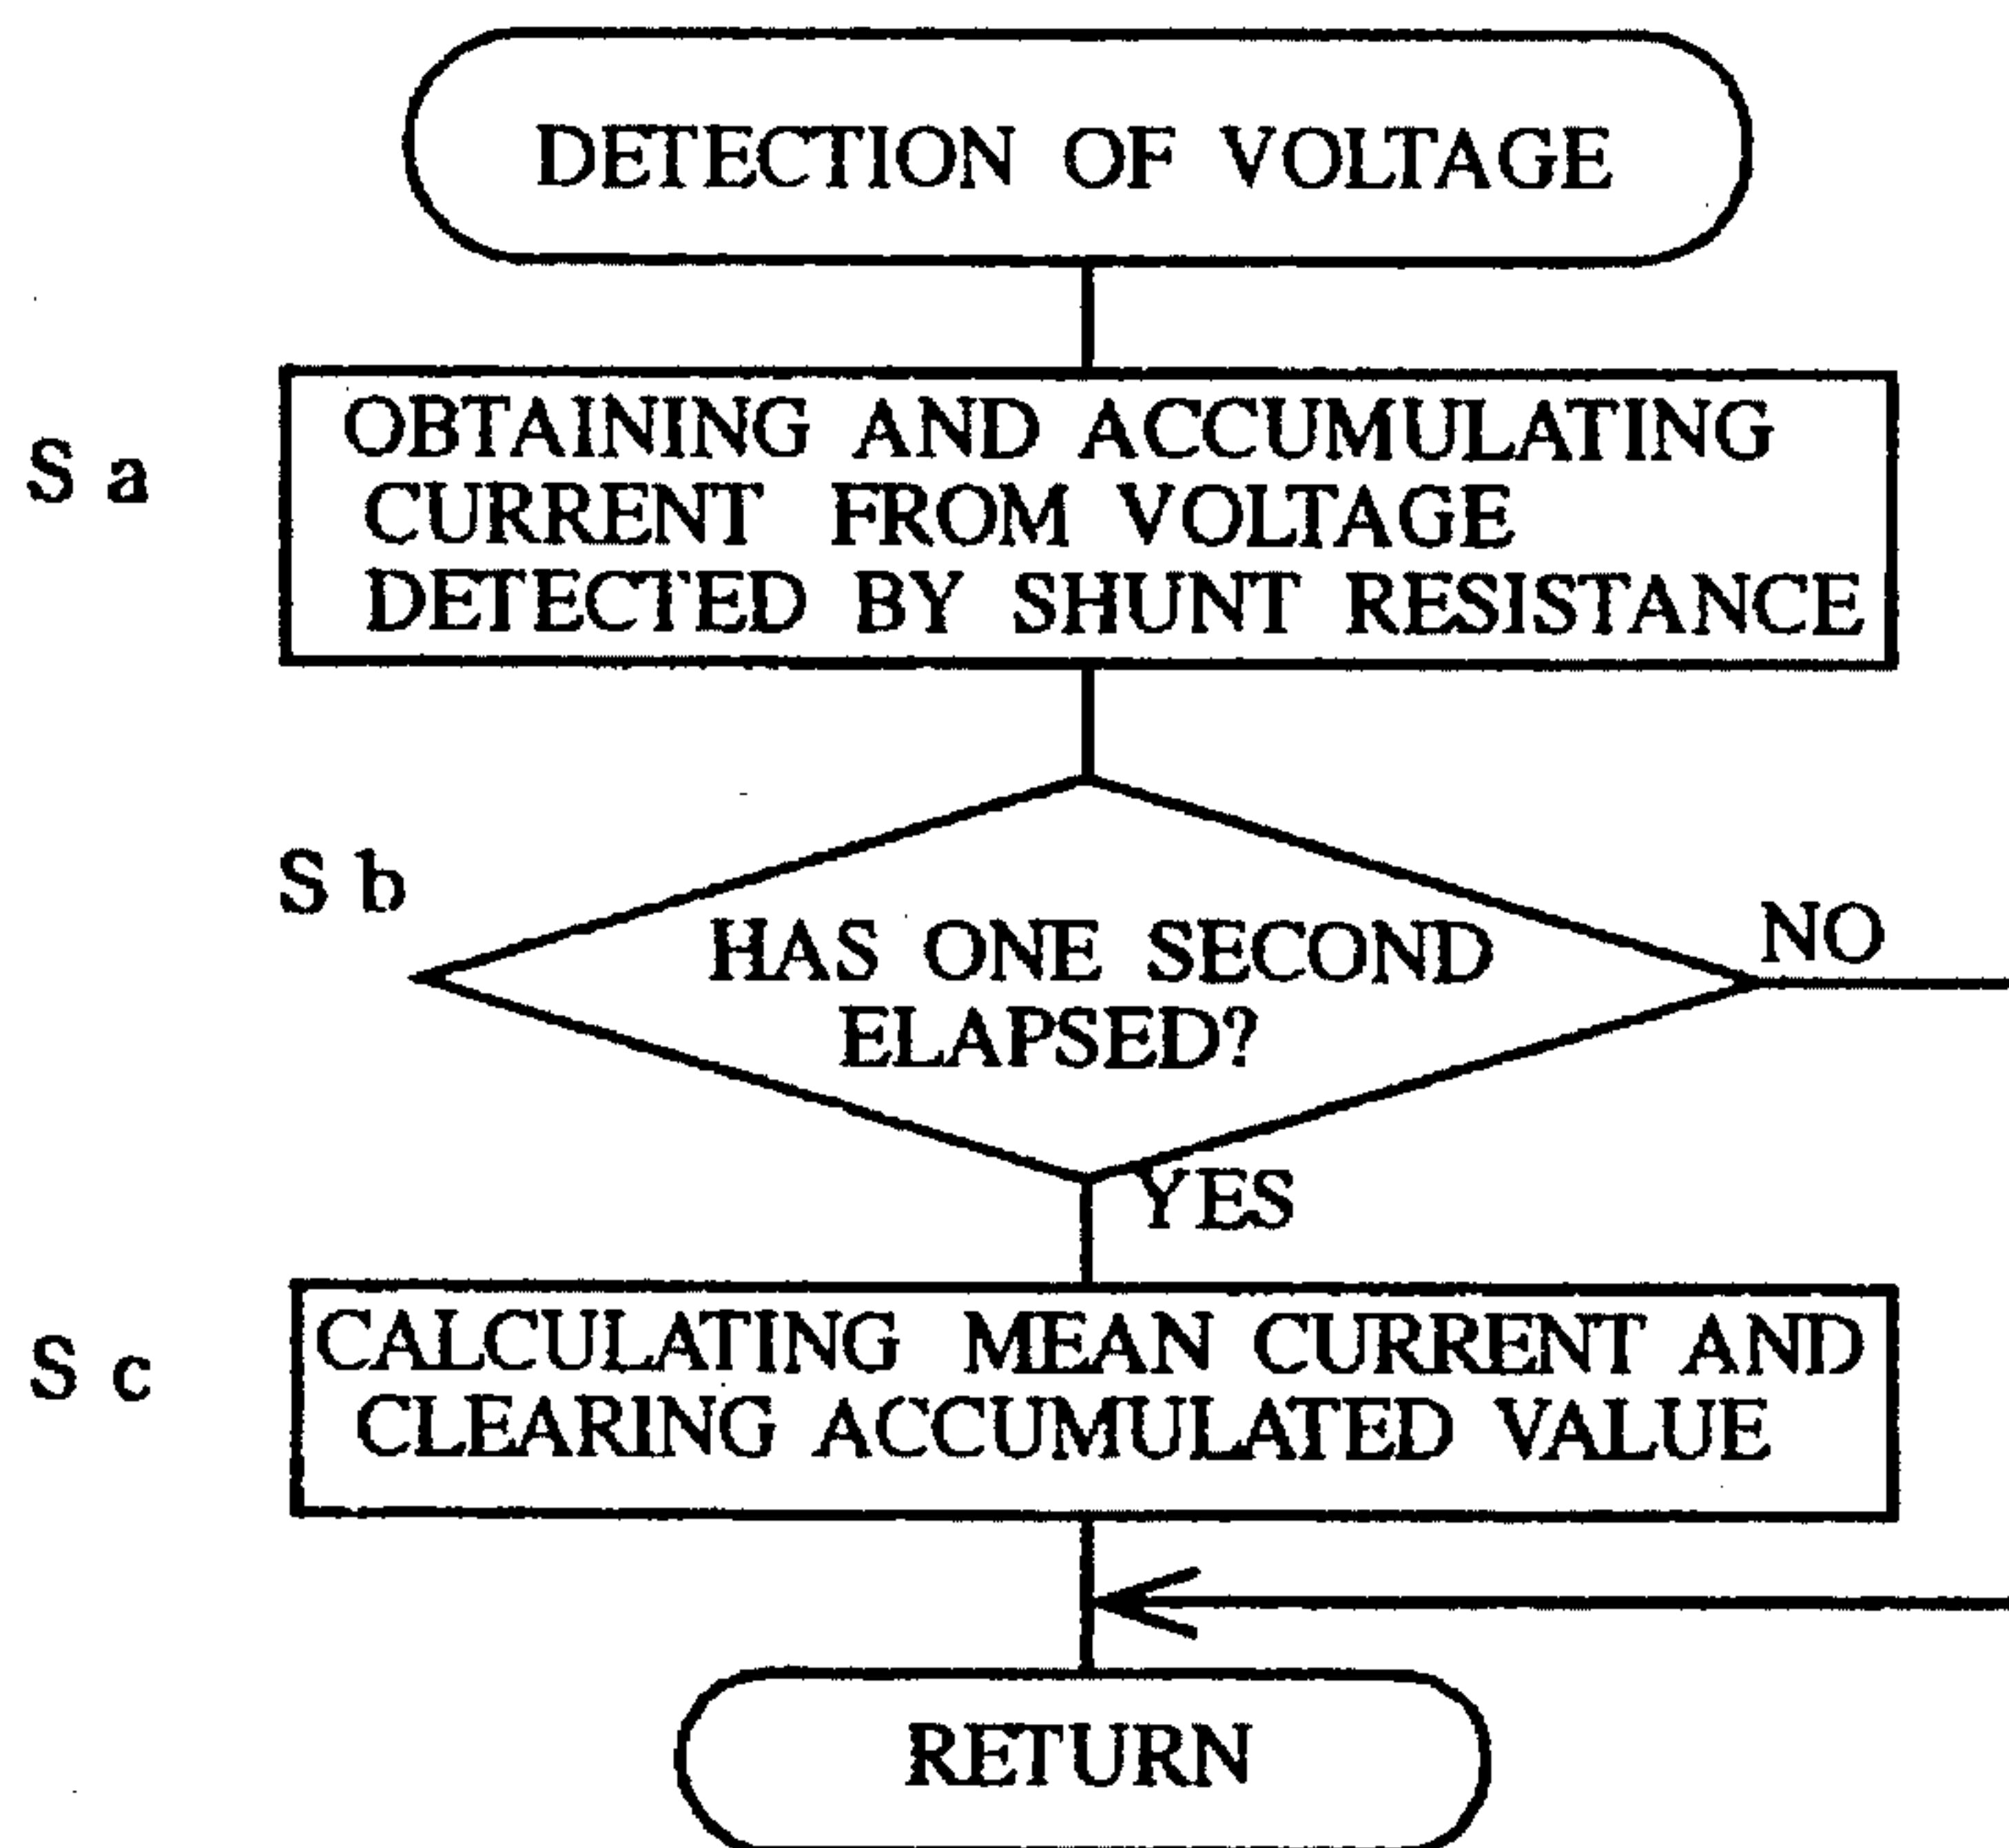 DETECTION OF VOLTAGE
S a
OBTAINING AND ACCUMULATING
CURRENT FROM VOLTAGE
DETECTED BY SHUNT RESISTANCE
S b
HAS ONE SECOND
ELAPSED?
NO
YES
S c
CALCULATING MEAN CURRENT AND
CLEARING ACCUMULATED VALUE
RETURN